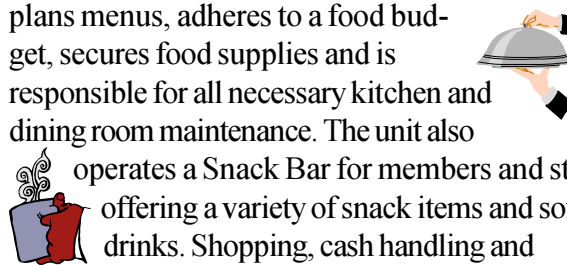 plans menus, adheres to a food bud-
get, secures food supplies and is
responsible for all necessary kitchen and
dining room maintenance. The unit also
operates a Snack Bar for members and
offering a variety of snack items and
drinks. Shopping, cash handling and